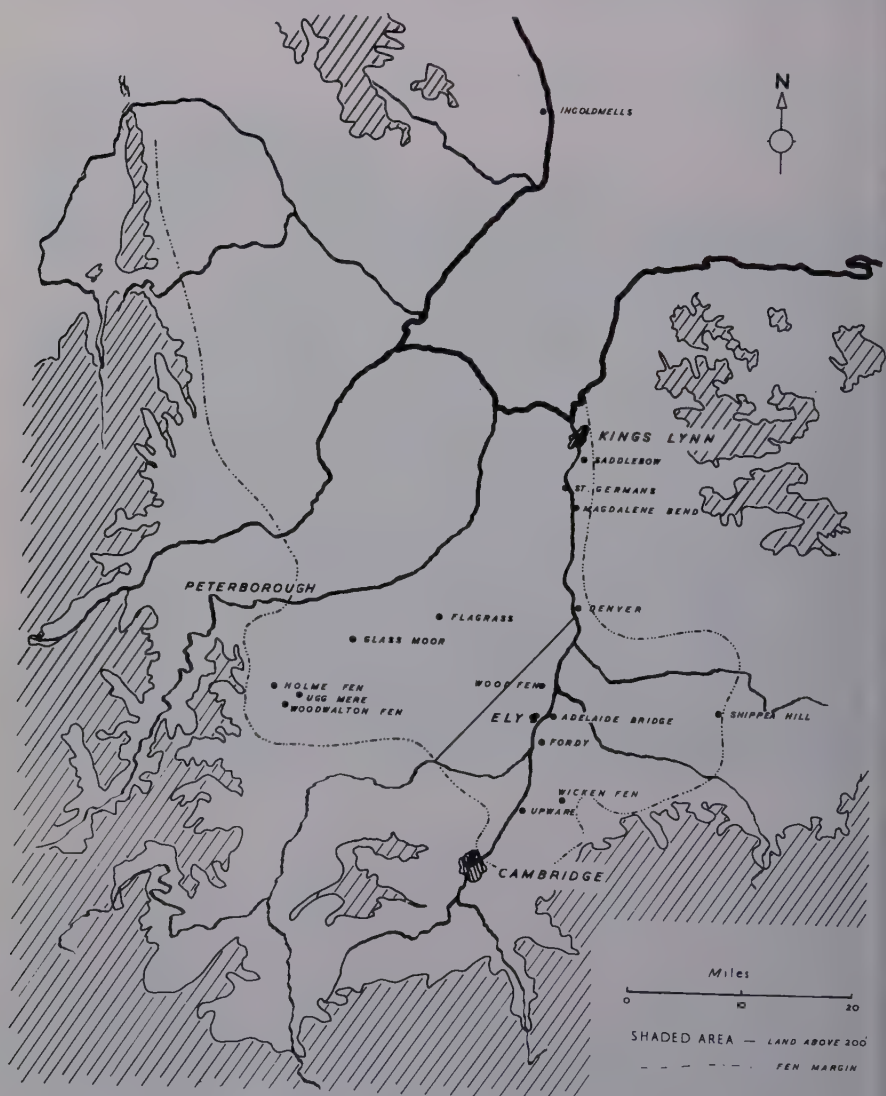 N
INGOLDMELLS
KINGS LYNN
SADDLEBOW
ST. GERMANS
MAGDALENE BEND
PETERBOROUGH
DENVER
FLAGRASS
GLASS MOOR
HOLME FEN
UGG MERE
WOODWALTON FEN
WOOD FEN
ELY
ADELAIDE BRIDGE
SHIPPEA HILL
FORDY
WICKEN FEN
UPWARE
CAMBRIDGE
Miles
0 10 20
SHADED AREA — LAND ABOVE 200'
FEN MARGIN